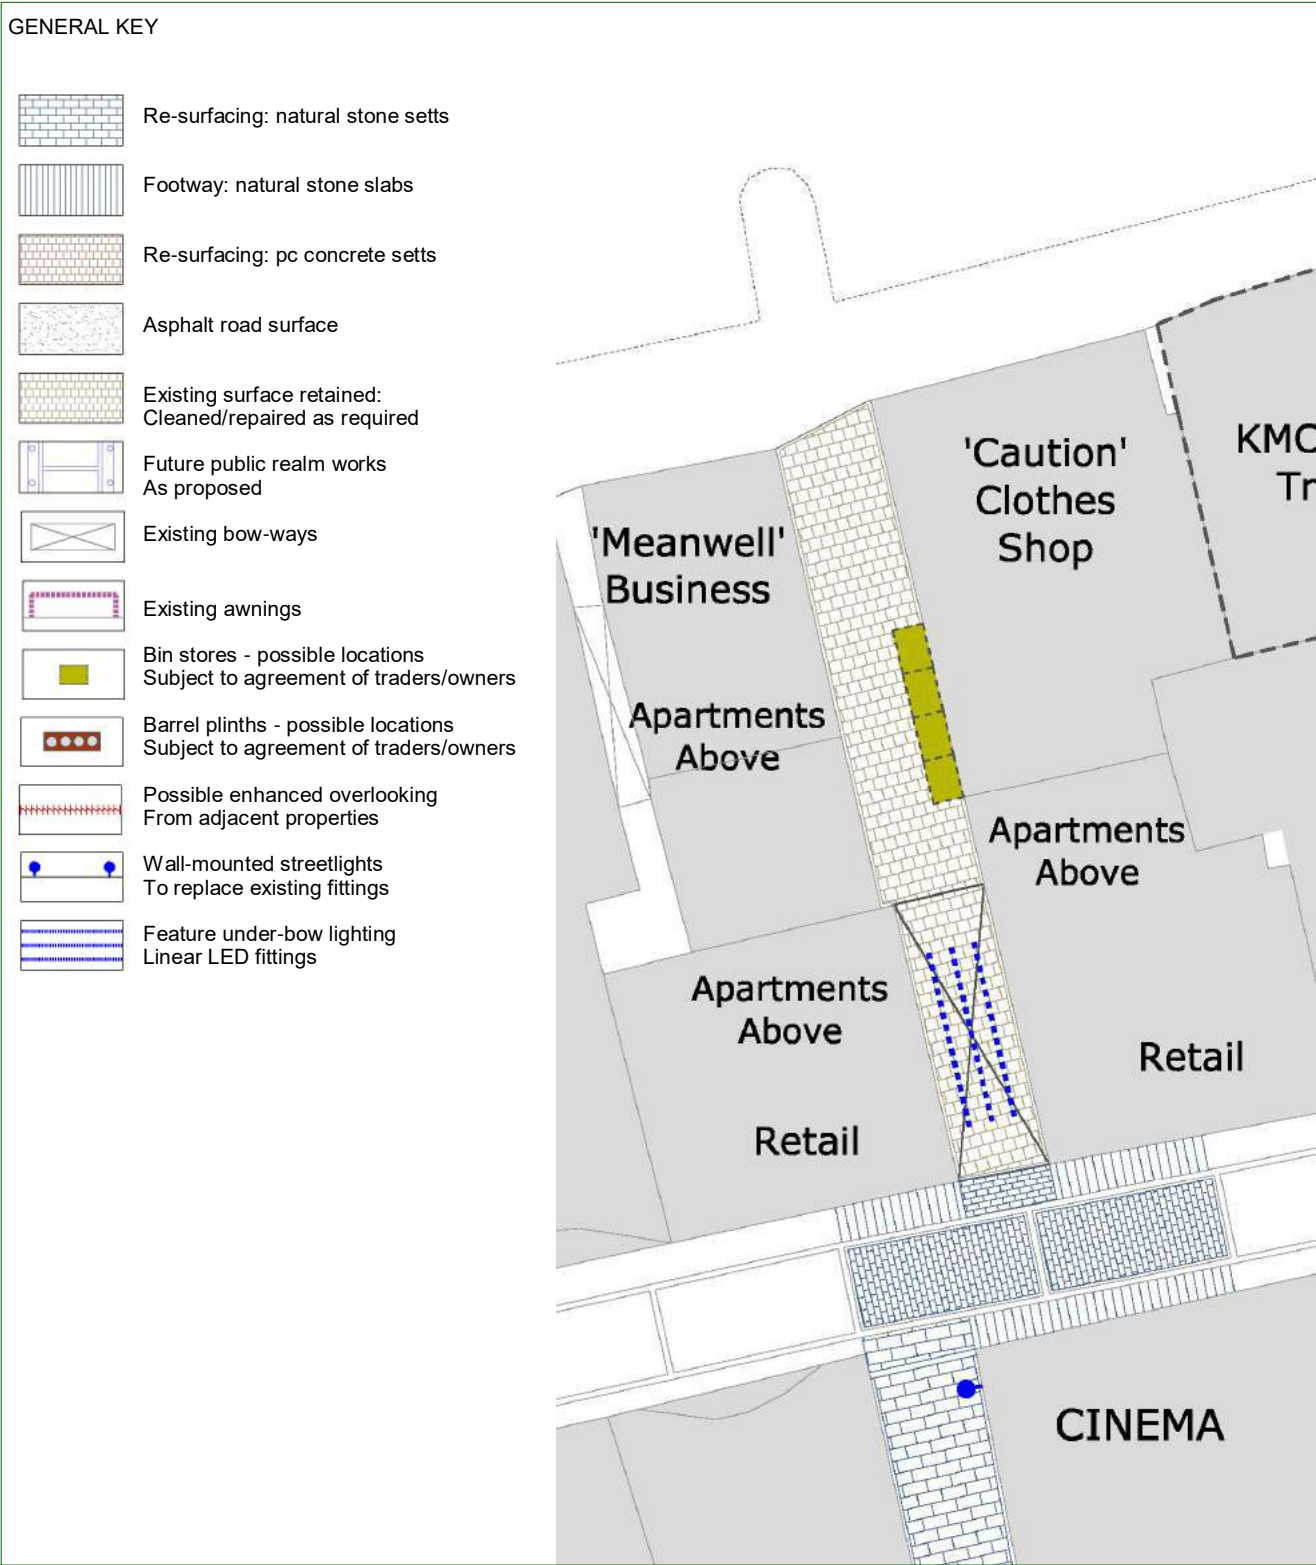 GENERAL KEY
Re-surfacing: natural stone setts
Footway: natural stone slabs
Re-surfacing: pc concrete setts
Asphalt road surface
Existing surface retained:
Cleaned/repaired as required
Future public realm works
As proposed
Existing bow-ways
Existing awnings
Bin stores - possible locations
Subject to agreement of traders/owners
Barrel plinths - possible locations
Subject to agreement of traders/owners
Possible enhanced overlooking
From adjacent properties
Wall-mounted streetlights
To replace existing fittings
Feature under-bow lighting
Linear LED fittings
'Meanwell'
Business
Apartments
Above
'Caution'
Clothes
Shop
KMC
Tr
Apartments
Above
Apartments
Above
Retail
Retail
CINEMA